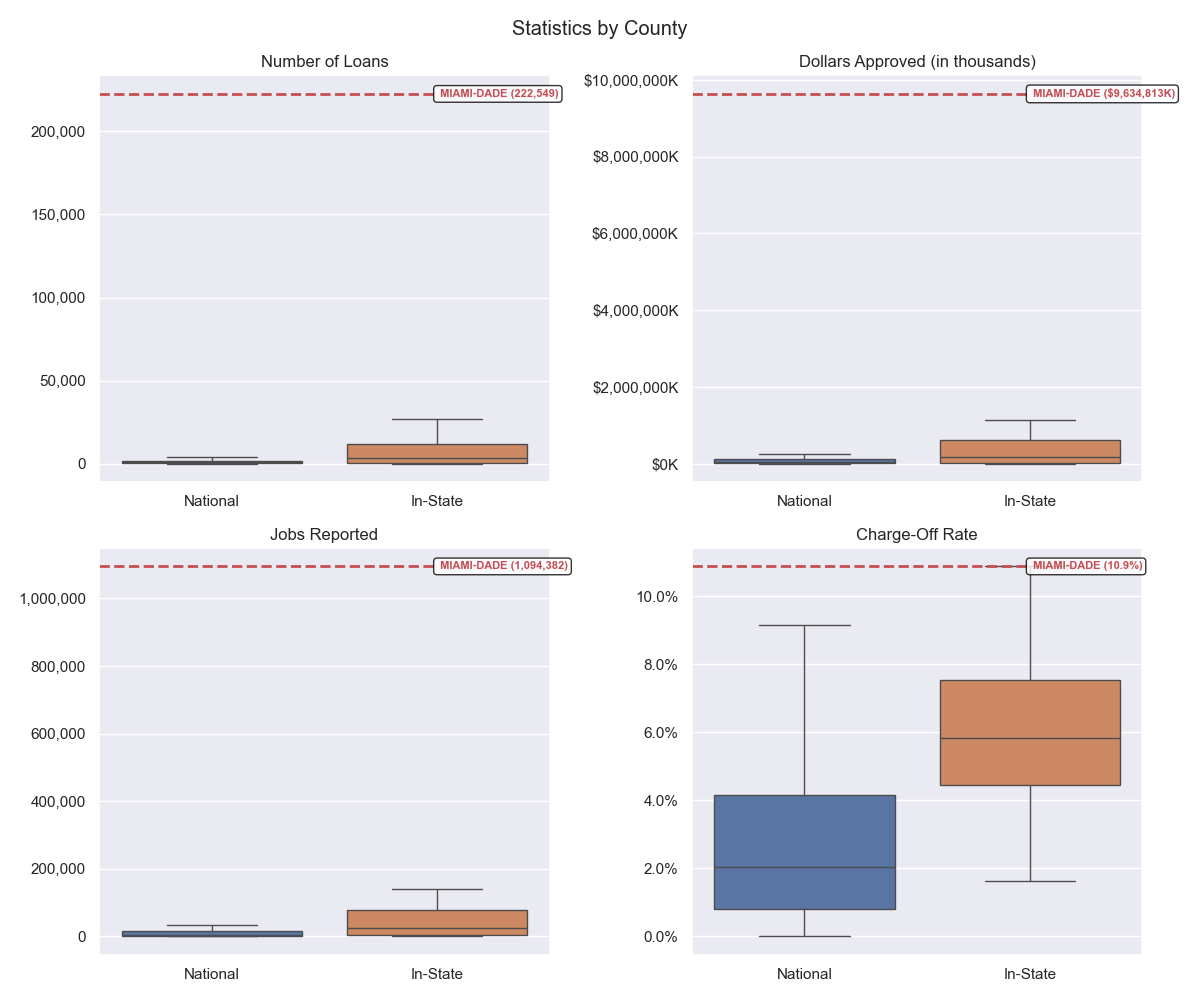 Statistics by County
Number of Loans
MIAMI-DADE (222,549)
200,000
150,000
100,000
50,000
0
National
In-State
Dollars Approved (in thousands)
$10,000,000K
MIAMI-DADE ($9,634,813K)
$8,000,000K
$6,000,000K
$4,000,000K
$2,000,000K
$0K
National
In-State
Jobs Reported
MIAMI-DADE (1,094,382)
1,000,000
800,000
600,000
400,000
200,000
0
National
In-State
Charge-Off Rate
MIAMI-DADE (10.9%)
10.0%
8.0%
6.0%
4.0%
2.0%
0.0%
National
In-State